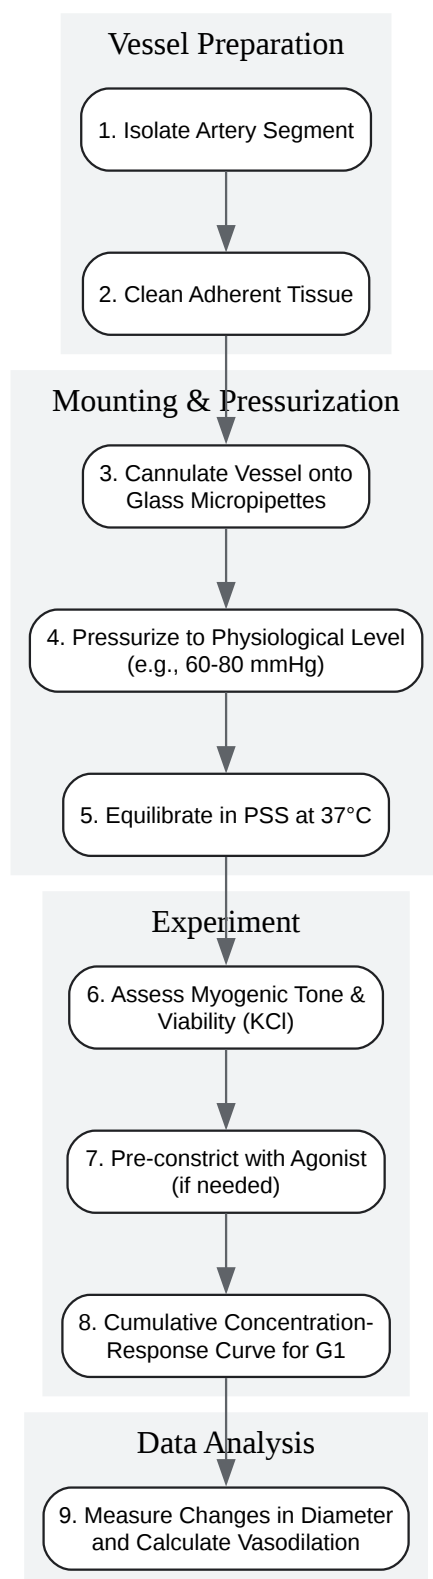 Vessel Preparation
1. Isolate Artery Segment
2. Clean Adherent Tissue
Mounting & Pressurization
3. Cannulate Vessel onto
Glass Micropipettes
4. Pressurize to Physiological Level
(e.g., 60-80 mmHg)
5. Equilibrate in PSS at 37°C
Experiment
6. Assess Myogenic Tone &
Viability (KCl)
7. Pre-constrict with Agonist
(if needed)
8. Cumulative Concentration-
Response Curve for G1
Data Analysis
9. Measure Changes in Diameter
and Calculate Vasodilation